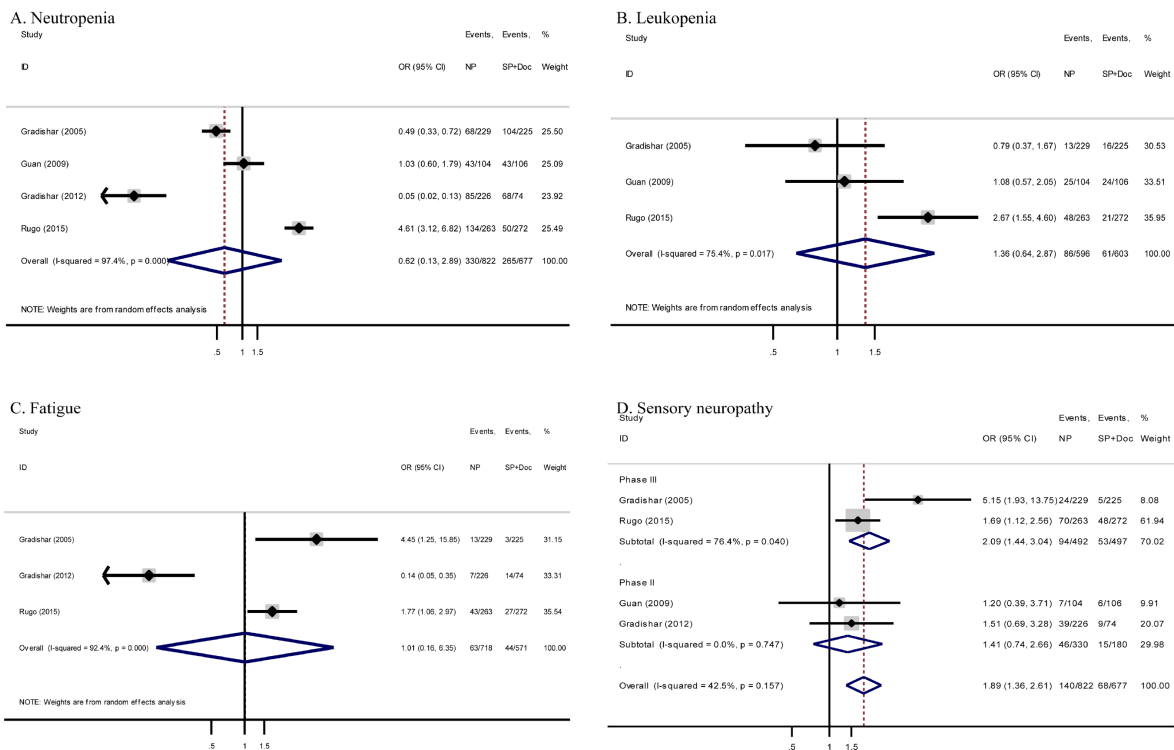 A. Neutropenia
Study Events, Events, %
ID OR (95% CI) NP SP+Doc Weight
Gradishar (2005) 0.49 (0.33, 0.72) 68/229 104/225 25.50
Guan (2009) 1.03 (0.60, 1.79) 43/104 43/106 25.09
Gradishar (2012) 0.05 (0.02, 0.13) 85/226 68/74 23.92
Rugo (2015) 4.61 (3.12, 6.82) 134/263 50/272 25.49
Overall (I-squared = 97.4%, p = 0.000) 0.62 (0.13, 2.89) 330/822 265/677 100.00
NOTE: Weights are from random effects analysis
.5 1 1.5
B. Leukopenia
Study Events, Events, %
ID OR (95% CI) NP SP+Doc Weight
Gradishar (2005) 0.79 (0.37, 1.67) 13/229 16/225 30.53
Guan (2009) 1.08 (0.57, 2.05) 25/104 24/106 33.51
Rugo (2015) 2.67 (1.55, 4.60) 48/263 21/272 35.95
Overall (I-squared = 75.4%, p = 0.017) 1.36 (0.64, 2.87) 86/596 61/603 100.00
NOTE: Weights are from random effects analysis
.5 1 1.5
C. Fatigue
Study Events, Events, %
ID OR (95% CI) NP SP+Doc Weight
Gradishar (2005) 4.45 (1.25, 15.85) 13/229 3/225 31.15
Gradishar (2012) 0.14 (0.05, 0.35) 7/226 14/74 33.31
Rugo (2015) 1.77 (1.06, 2.97) 43/263 27/272 35.54
Overall (I-squared = 92.4%, p = 0.000) 1.01 (0.16, 6.35) 63/718 44/571 100.00
NOTE: Weights are from random effects analysis
.5 1 1.5
D. Sensory neuropathy
Study Events, Events, %
ID OR (95% CI) NP SP+Doc Weight
Phase III
Gradishar (2005) 5.15 (1.93, 13.75) 24/229 5/225 8.08
Rugo (2015) 1.69 (1.12, 2.56) 70/263 48/272 61.94
Subtotal (I-squared = 76.4%, p = 0.040) 2.09 (1.44, 3.04) 94/492 53/497 70.02
.
Phase II
Guan (2009) 1.20 (0.39, 3.71) 7/104 6/106 9.91
Gradishar (2012) 1.51 (0.69, 3.28) 39/226 9/74 20.07
Subtotal (I-squared = 0.0%, p = 0.747) 1.41 (0.74, 2.66) 46/330 15/180 29.98
.
Overall (I-squared = 42.5%, p = 0.157) 1.89 (1.36, 2.61) 140/822 68/677 100.00
.5 1 1.5